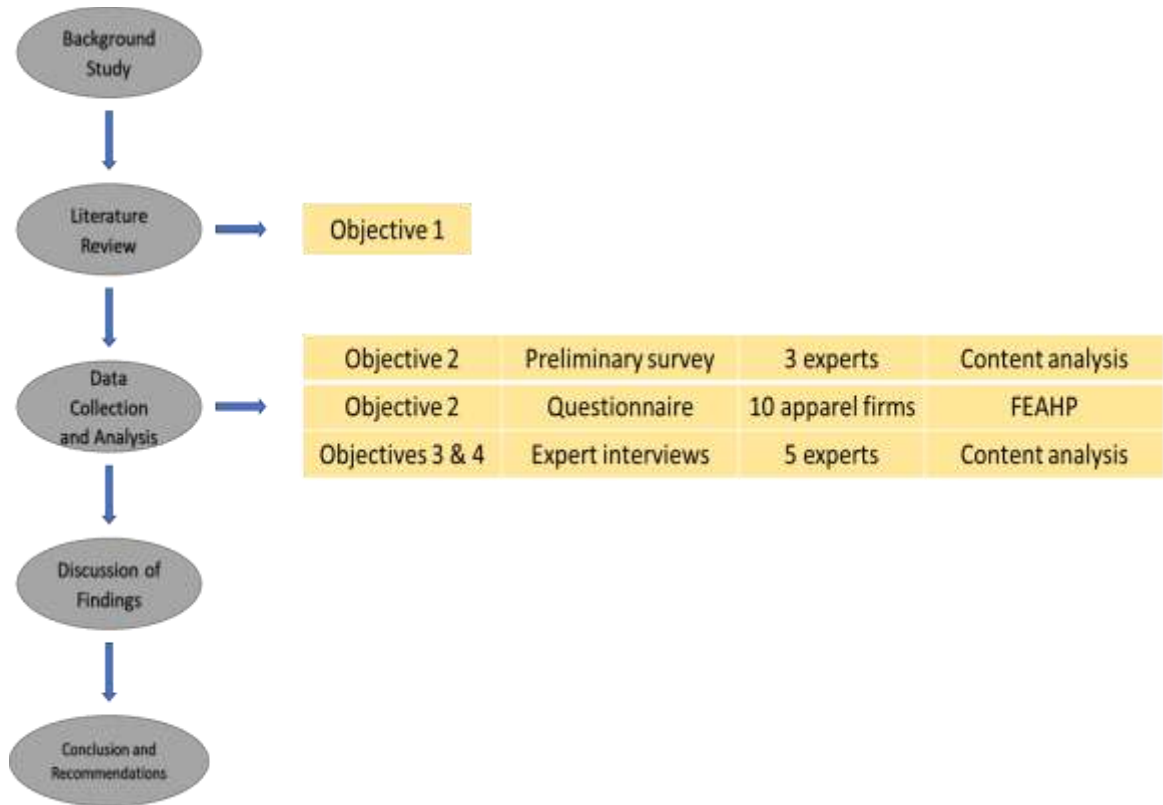 Background
Study
Literature
Review
Objective 1
Data
Collection
and Analysis
Objective 2 Preliminary survey 3 experts Content analysis
Objective 2 Questionnaire 10 apparel firms FEAHP
Objectives 3 & 4 Expert interviews 5 experts Content analysis
Discussion of
Findings
Conclusion and
Recommendations